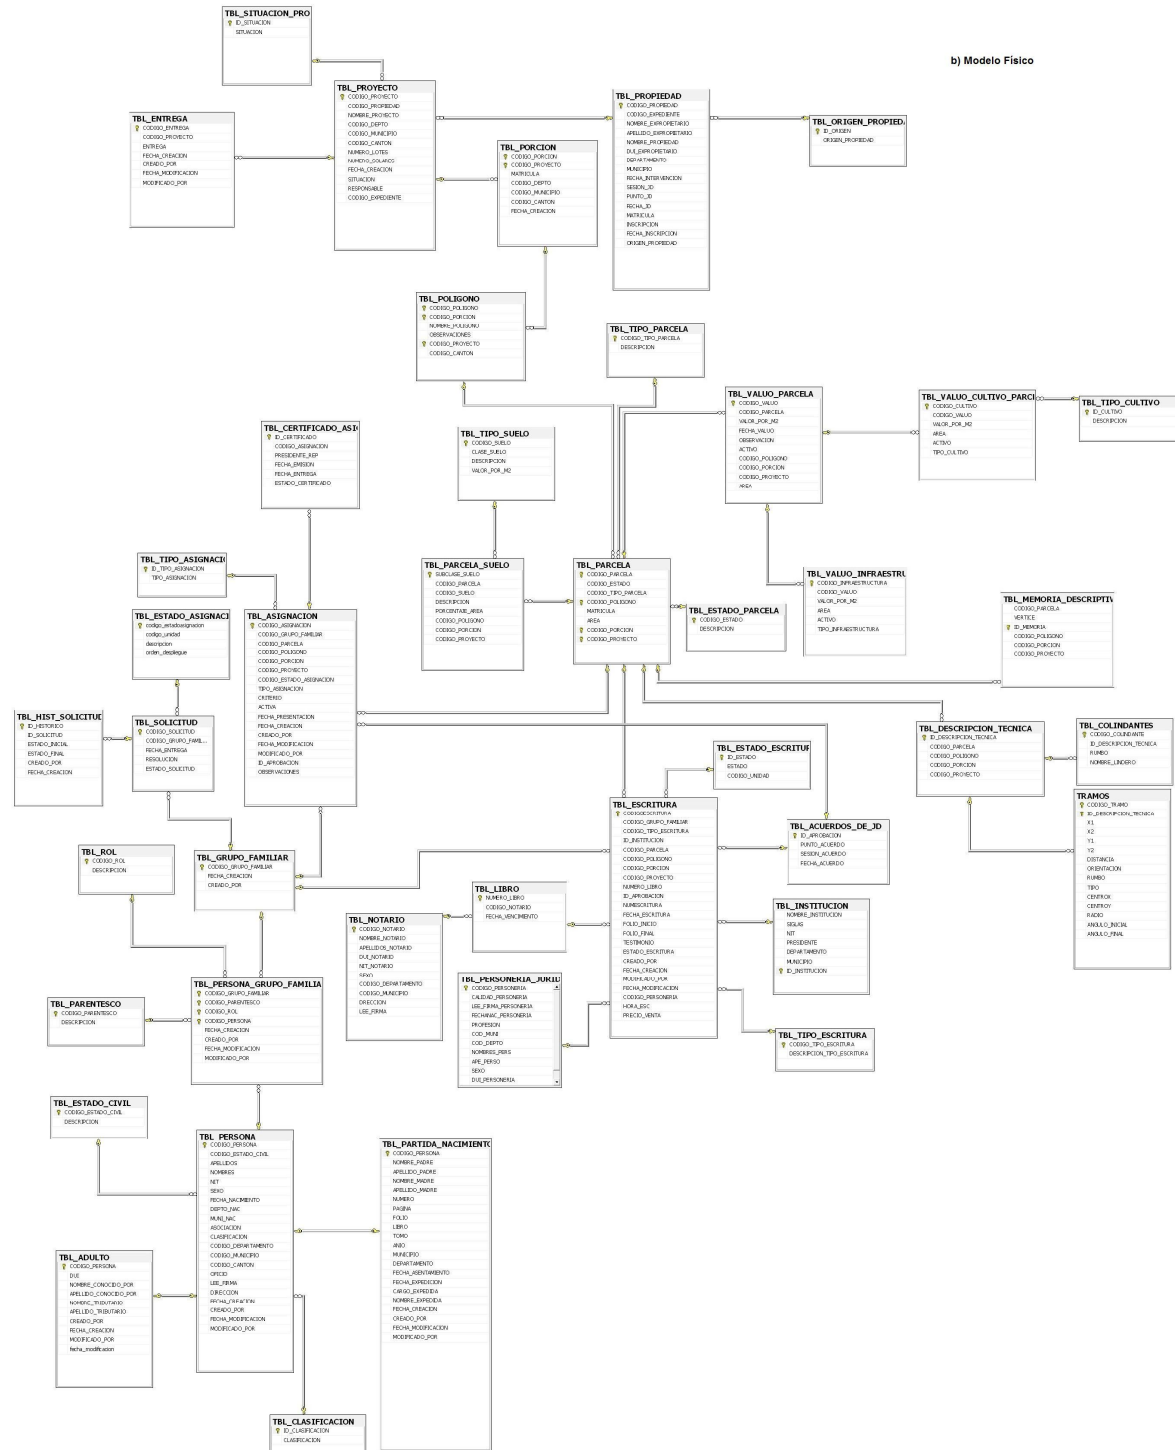 b) Modelo Físico
TBL_SITUACION_PRO
ID_SITUACION
SITUACION
TBL_PROYECTO
CODIGO_PROYECTO
CODIGO_PROPIEDAD
NOMBRE_PROYECTO
CODIGO_DEPTO
CODIGO_MUNICIPIO
CODIGO_CANTON
NUMERO_LOTES
NUMERO_SOLARES
FECHA_CREACION
SITUACION
RESPONSABLE
CODIGO_EXPEDIENTE
TBL_ENTREGA
CODIGO_ENTREGA
CODIGO_PROYECTO
ENTREGA
FECHA_CREACION
CREADO_POR
FECHA_MODIFICACION
MODIFICADO_POR
TBL_PORCION
CODIGO_PORCION
CODIGO_PROYECTO
MATRICULA
CODIGO_DEPTO
CODIGO_MUNICIPIO
CODIGO_CANTON
FECHA_CREACION
TBL_PROPIEDAD
CODIGO_PROPIEDAD
CODIGO_EXPEDIENTE
NOMBRE_EXPROPIETARIO
APELLIDO_EXPROPIETARIO
NOMBRE_PROPIEDAD
DUI_EXPROPIETARIO
DEPARTAMENTO
MUNICIPIO
FECHA_INTERVENCION
SESION_JD
PUNTO_JD
FECHA_JD
MATRICULA
INSCRIPCION
FECHA_INSCRIPCION
ORIGEN_PROPIEDAD
TBL_ORIGEN_PROPIED
ID_ORIGEN
ORIGEN_PROPIEDAD
TBL_POLIGONO
CODIGO_POLIGONO
CODIGO_PORCION
NOMBRE_POLIGONO
OBSERVACIONES
CODIGO_PROYECTO
CODIGO_CANTON
TBL_TIPO_PARCELA
CODIGO_TIPO_PARCELA
DESCRIPCION
TBL_VALUO_PARCELA
CODIGO_VALUO
CODIGO_PARCELA
VALOR_POR_M2
FECHA_VALUO
OBSERVACION
ACTIVO
CODIGO_POLIGONO
CODIGO_PORCION
CODIGO_PROYECTO
AREA
TBL_VALUO_CULTIVO_PARCI
CODIGO_CULTIVO
CODIGO_VALUO
VALOR_POR_M2
AREA
ACTIVO
TIPO_CULTIVO
TBL_TIPO_CULTIVO
ID_CULTIVO
DESCRIPCION
TBL_CERTIFICADO_ASI
ID_CERTIFICADO
CODIGO_ASIGNACION
PRESIDENTE_REP
FECHA_EMISION
FECHA_ENTREGA
ESTADO_CERTIFICADO
TBL_TIPO_SUELO
CODIGO_SUELO
CLASE_SUELO
DESCRIPCION
VALOR_POR_M2
TBL_TIPO_ASIGNACI
ID_TIPO_ASIGNACION
TIPO_ASIGNACION
TBL_ESTADO_ASIGNACI
codigo_estadoasignacion
codigo_unidad
descripcion
orden_despliegue
TBL_ASIGNACION
CODIGO_ASIGNACION
CODIGO_GRUPO_FAMILIAR
CODIGO_PARCELA
CODIGO_POLIGONO
CODIGO_PORCION
CODIGO_PROYECTO
CODIGO_ESTADO_ASIGNACION
TIPO_ASIGNACION
CRITERIO
ACTIVA
FECHA_PRESENTACION
FECHA_CREACION
CREADO_POR
FECHA_MODIFICACION
MODIFICADO_POR
ID_APROBACION
OBSERVACIONES
TBL_PARCELA_SUELO
SUBCLASE_SUELO
CODIGO_PARCELA
CODIGO_SUELO
DESCRIPCION
PORCENTAJE_AREA
CODIGO_POLIGONO
CODIGO_PORCION
CODIGO_PROYECTO
TBL_PARCELA
CODIGO_PARCELA
CODIGO_ESTADO
CODIGO_TIPO_PARCELA
CODIGO_POLIGONO
MATRICULA
AREA
CODIGO_PORCION
CODIGO_PROYECTO
TBL_ESTADO_PARCELA
CODIGO_ESTADO
DESCRIPCION
TBL_VALUO_INFRAESTRU
CODIGO_INFRAESTRUCTURA
CODIGO_VALUO
VALOR_POR_M2
AREA
ACTIVO
TIPO_INFRAESTRUCTURA
TBL_MEMORIA_DESCRIPTIV
CODIGO_PARCELA
VERTICE
ID_MEMORIA
CODIGO_POLIGONO
CODIGO_PORCION
CODIGO_PROYECTO
TBL_HIST_SOLICITUD
ID_HISTORICO
ID_SOLICITUD
ESTADO_INICIAL
ESTADO_FINAL
CREADO_POR
FECHA_CREACION
TBL_SOLICITUD
CODIGO_SOLICITUD
CODIGO_GRUPO_FAMIL...
FECHA_ENTREGA
RESOLUCION
ESTADO_SOLICITUD
TBL_DESCRIPCION_TECNICA
ID_DESCRIPCION_TECNICA
CODIGO_PARCELA
CODIGO_POLIGONO
CODIGO_PORCION
CODIGO_PROYECTO
TBL_COLINDANTES
CODIGO_COLINDANTE
ID_DESCRIPCION_TECNICA
RUMBO
NOMBRE_LINDERO
TBL_ESTADO_ESCRITUR
ID_ESTADO
ESTADO
CODIGO_UNIDAD
TRAMOS
CODIGO_TRAMO
ID_DESCRIPCION_TECNICA
X1
X2
Y1
Y2
DISTANCIA
ORIENTACION
RUMBO
TIPO
CENTROX
CENTROY
RADIO
ANGULO_INICIAL
ANGULO_FINAL
TBL_ESCRITURA
CODIGOESCRITURA
CODIGO_GRUPO_FAMILIAR
CODIGO_TIPO_ESCRITURA
ID_INSTITUCION
CODIGO_PARCELA
CODIGO_POLIGONO
CODIGO_PORCION
CODIGO_PROYECTO
NUMERO_LIBRO
ID_APROBACION
NUMESCRITURA
FECHA_ESCRITURA
FOLIO_INICIO
FOLIO_FINAL
TESTIMONIO
ESTADO_ESCRITURA
CREADO_POR
FECHA_CREACION
MODIFICADO_POR
FECHA_MODIFICACION
CODIGO_PERSONERIA
HORA_ESC
PRECIO_VENTA
TBL_ACUERDOS_DE_JD
ID_APROBACION
PUNTO_ACUERDO
SESION_ACUERDO
FECHA_ACUERDO
TBL_ROL
CODIGO_ROL
DESCRIPCION
TBL_GRUPO_FAMILIAR
CODIGO_GRUPO_FAMILIAR
FECHA_CREACION
CREADO_POR
TBL_LIBRO
NUMERO_LIBRO
CODIGO_NOTARIO
FECHA_VENCIMIENTO
TBL_NOTARIO
CODIGO_NOTARIO
NOMBRE_NOTARIO
APELLIDOS_NOTARIO
DUI_NOTARIO
NIT_NOTARIO
SEXO
CODIGO_DEPARTAMENTO
CODIGO_MUNICIPIO
DIRECCION
LEE_FIRMA
TBL_INSTITUCION
NOMBRE_INSTITUCION
SIGLAS
NIT
PRESIDENTE
DEPARTAMENTO
MUNICIPIO
ID_INSTITUCION
TBL_PERSONERIA_JURID
CODIGO_PERSONERIA
CALIDAD_PERSONERIA
LEE_FIRMA_PERSONERIA
FECHANAC_PERSONERIA
PROFESION
COD_MUNI
COD_DEPTO
NOMBRES_PERS
APE_PERSO
SEXO
DUI_PERSONERIA
TBL_TIPO_ESCRITURA
CODIGO_TIPO_ESCRITURA
DESCRIPCION_TIPO_ESCRITURA
TBL_PARENTESCO
CODIGO_PARENTESCO
DESCRIPCION
TBL_PERSONA_GRUPO_FAMILIA
CODIGO_GRUPO_FAMILIAR
CODIGO_PARENTESCO
CODIGO_ROL
CODIGO_PERSONA
FECHA_CREACION
CREADO_POR
FECHA_MODIFICACION
MODIFICADO_POR
TBL_ESTADO_CIVIL
CODIGO_ESTADO_CIVIL
DESCRIPCION
TBL_PERSONA
CODIGO_PERSONA
CODIGO_ESTADO_CIVIL
APELLIDOS
NOMBRES
NIT
SEXO
FECHA_NACIMIENTO
DEPTO_NAC
MUNI_NAC
ASOCIACION
CLASIFICACION
CODIGO_DEPARTAMENTO
CODIGO_MUNICIPIO
CODIGO_CANTON
OFICIO
LEE_FIRMA
DIRECCION
FECHA_CREACION
CREADO_POR
FECHA_MODIFICACION
MODIFICADO_POR
TBL_PARTIDA_NACIMIENTO
CODIGO_PERSONA
NOMBRE_PADRE
APELLIDO_PADRE
NOMBRE_MADRE
APELLIDO_MADRE
NUMERO
PAGINA
FOLIO
LIBRO
TOMO
ANIO
MUNICIPIO
DEPARTAMENTO
FECHA_ASENTAMIENTO
FECHA_EXPEDICION
CARGO_EXPEDIDA
NOMBRE_EXPEDIDA
FECHA_CREACION
CREADO_POR
FECHA_MODIFICACION
MODIFICADO_POR
TBL_ADULTO
CODIGO_PERSONA
DUI
NOMBRE_CONOCIDO_POR
APELLIDO_CONOCIDO_POR
NOMBRE_TRIBUTARIO
APELLIDO_TRIBUTARIO
CREADO_POR
FECHA_CREACION
MODIFICADO_POR
fecha_modificacion
TBL_CLASIFICACION
ID_CLASIFICACION
CLASIFICACION